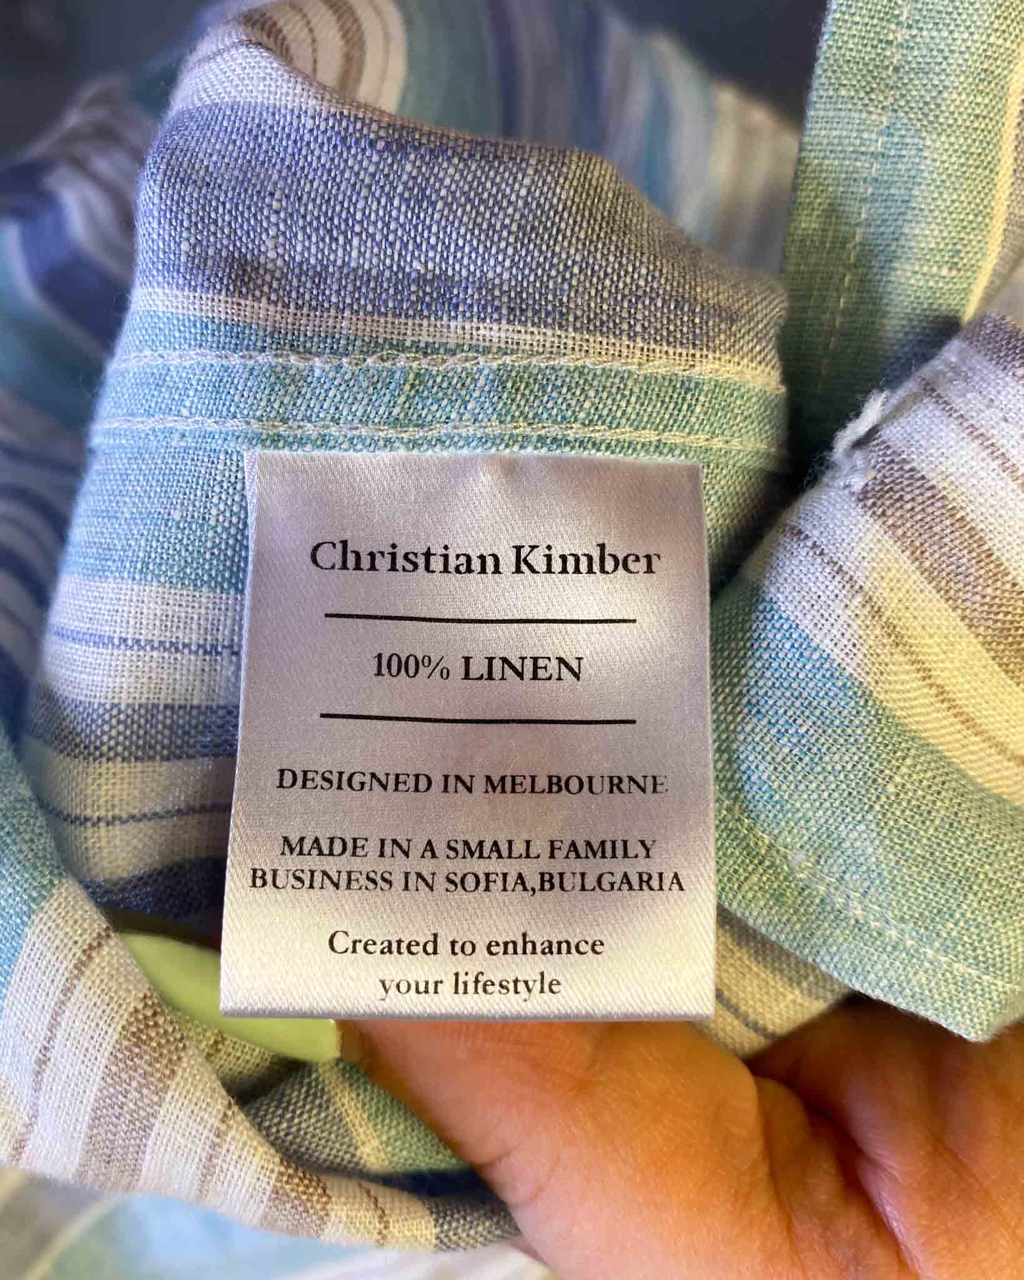 Christian Kimber
100% LINEN
DESIGNED IN MELBOURNE
MADE IN A SMALL FAMILY
BUSINESS IN SOFIA,BULGARIA
Created to enhance
your lifestyle